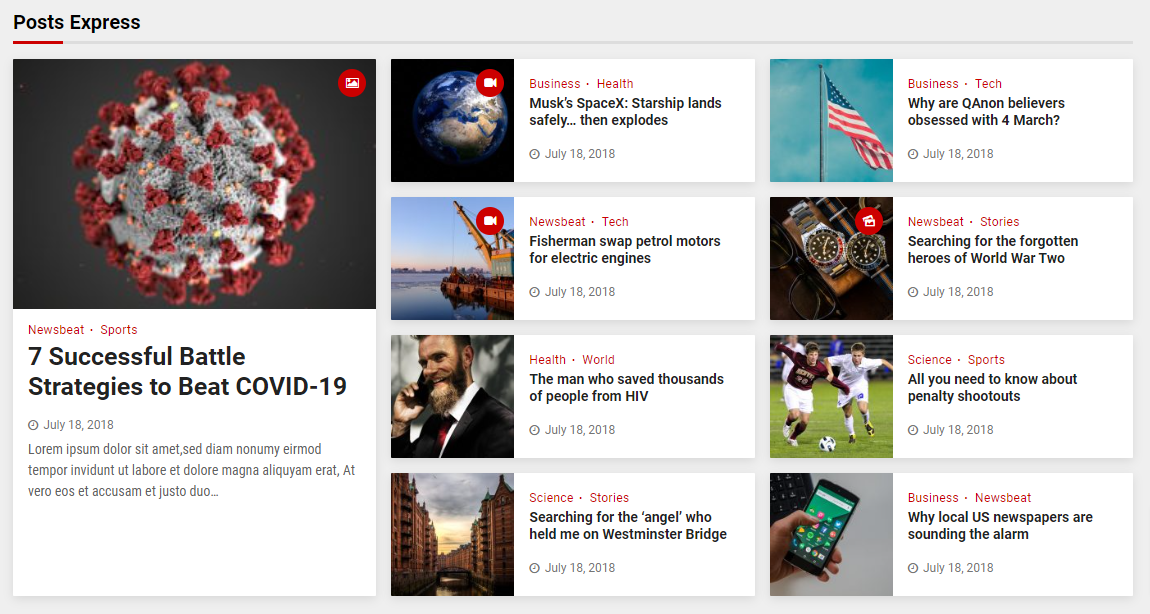 Posts Express
Newsbeat · Sports
7 Successful Battle
Strategies to Beat COVID-19
July 18, 2018
Lorem ipsum dolor sit amet,sed diam nonumy eirmod
tempor invidunt ut labore et dolore magna aliquyam erat, At
vero eos et accusam et justo duo…
Business · Health
Musk’s SpaceX: Starship lands
safely… then explodes
July 18, 2018
Newsbeat · Tech
Fisherman swap petrol motors
for electric engines
July 18, 2018
Health · World
The man who saved thousands
of people from HIV
July 18, 2018
Science · Stories
Searching for the ‘angel’ who
held me on Westminster Bridge
July 18, 2018
Business · Tech
Why are QAnon believers
obsessed with 4 March?
July 18, 2018
Newsbeat · Stories
Searching for the forgotten
heroes of World War Two
July 18, 2018
Science · Sports
All you need to know about
penalty shootouts
July 18, 2018
Business · Newsbeat
Why local US newspapers are
sounding the alarm
July 18, 2018